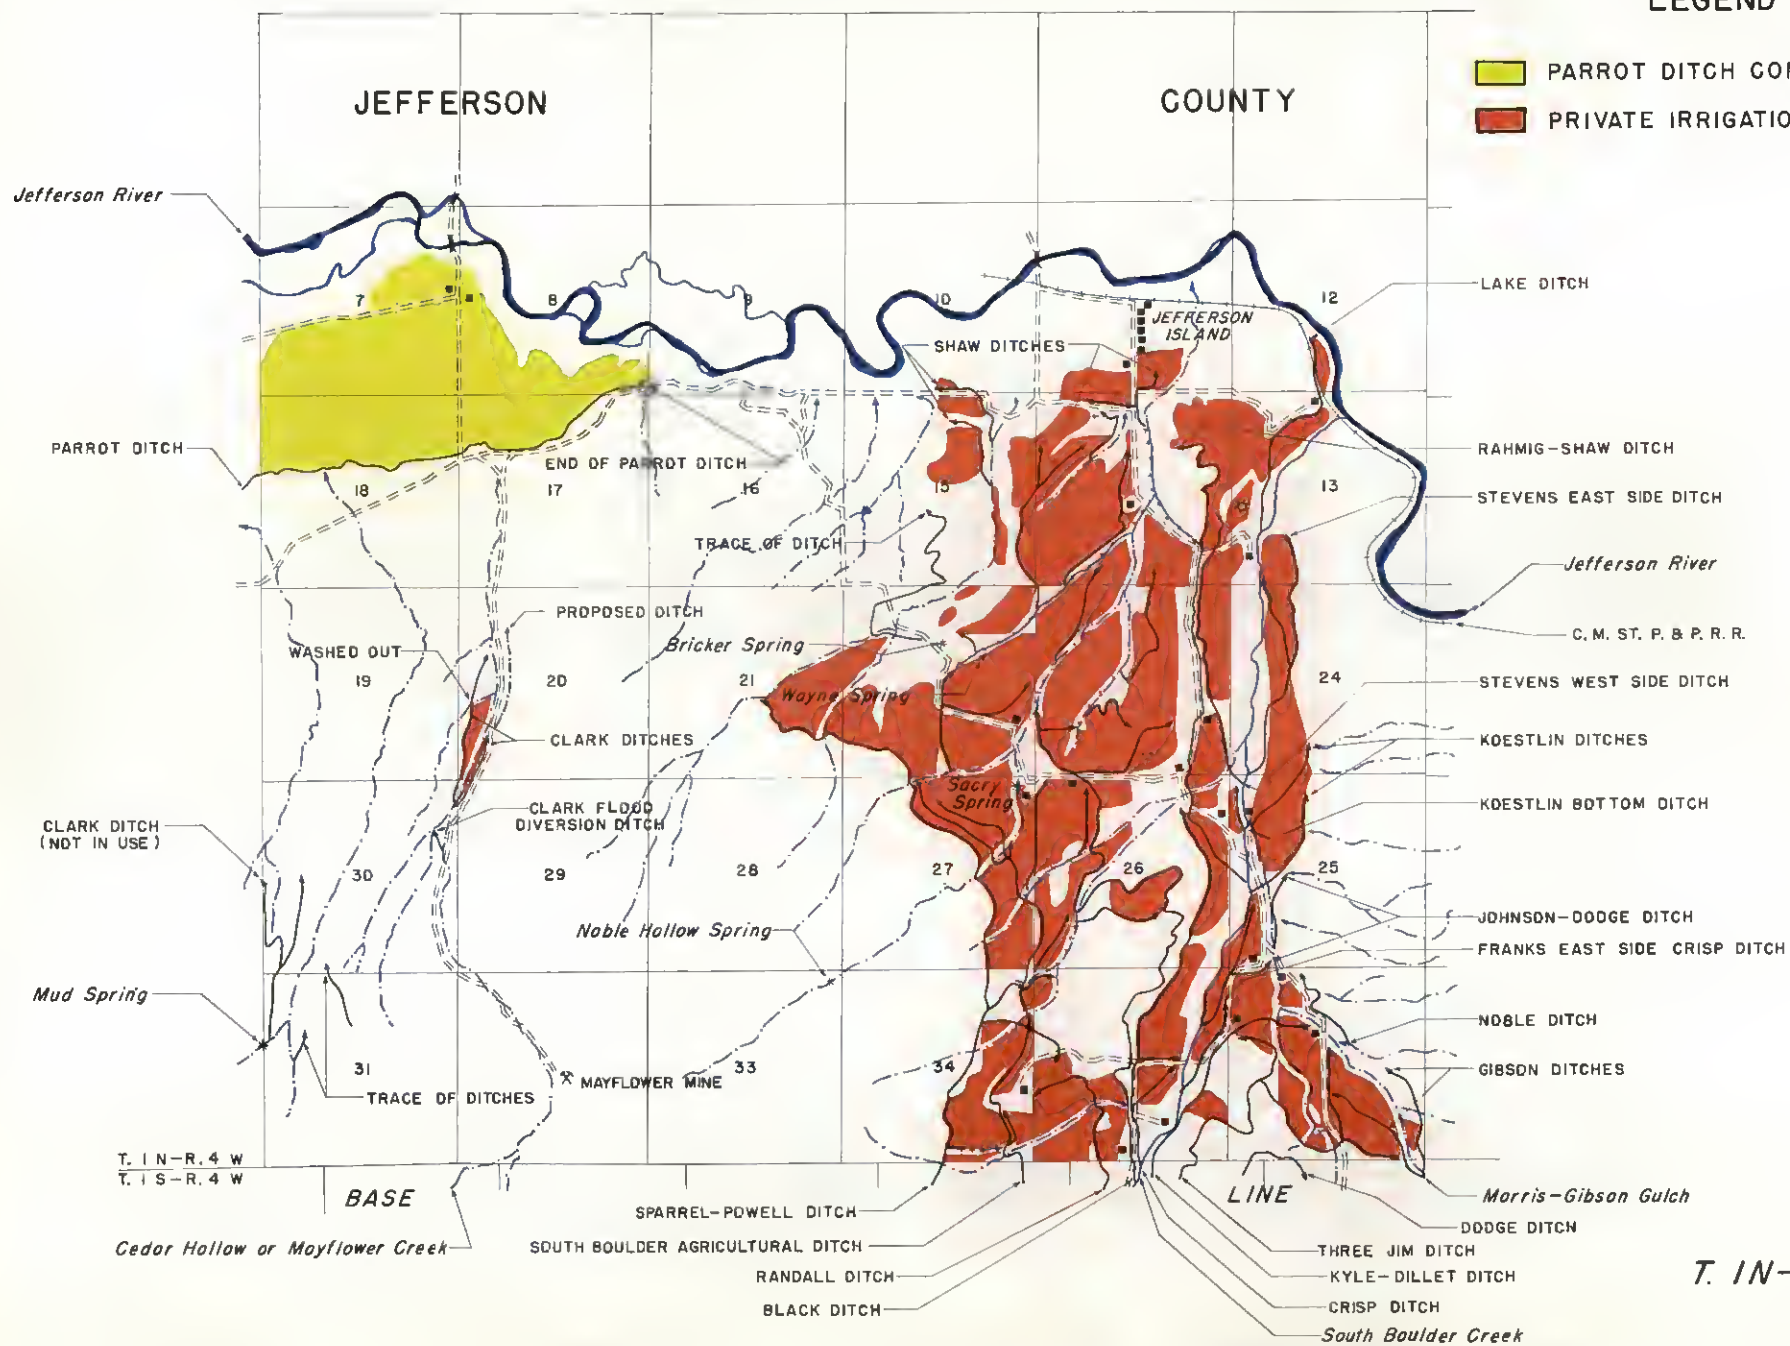 LEGEND
PARROT DITCH
PRIVATE
JEFFERSON COUNTY
Jefferson River
7 8 9 10 12
LAKE DITCH
JEFFERSON
ISLAND
SHAW DITCHES
PARROT DITCH
END OF PARROT DITCH
RAHMIG-SHAW DITCH
18 17 16 15 13
STEVENS EAST SIDE DITCH
TRACE OF DITCH
Jefferson River
PROPOSED DITCH
C. M. ST. P. & P. R. R.
WASHED OUT
Bricker Spring
19 20 21 24
Wayne Spring
STEVENS WEST SIDE DITCH
CLARK DITCHES
KOESTLIN DITCHES
Sacry
Spring
CLARK FLOOD
DIVERSION DITCH
KOESTLIN BOTTOM DITCH
CLARK DITCH
(NOT IN USE)
30 29 28 27 26 25
Noble Hollow Spring
JOHNSON-DODGE DITCH
FRANKS EAST SIDE CRISP DITCH
Mud Spring
NOBLE DITCH
31 33 34
MAYFLOWER MINE
GIBSON DITCHES
TRACE OF DITCHES
T. 1 N-R. 4 W
T. 1 S-R. 4 W
BASE LINE
Morris-Gibson Gulch
SPARREL-POWELL DITCH
DODGE DITCH
Cedar Hollow or Mayflower Creek
SOUTH BOULDER AGRICULTURAL DITCH
THREE JIM DITCH
RANDALL DITCH
KYLE-DILLET DITCH
T. 1N-
BLACK DITCH
CRISP DITCH
South Boulder Creek